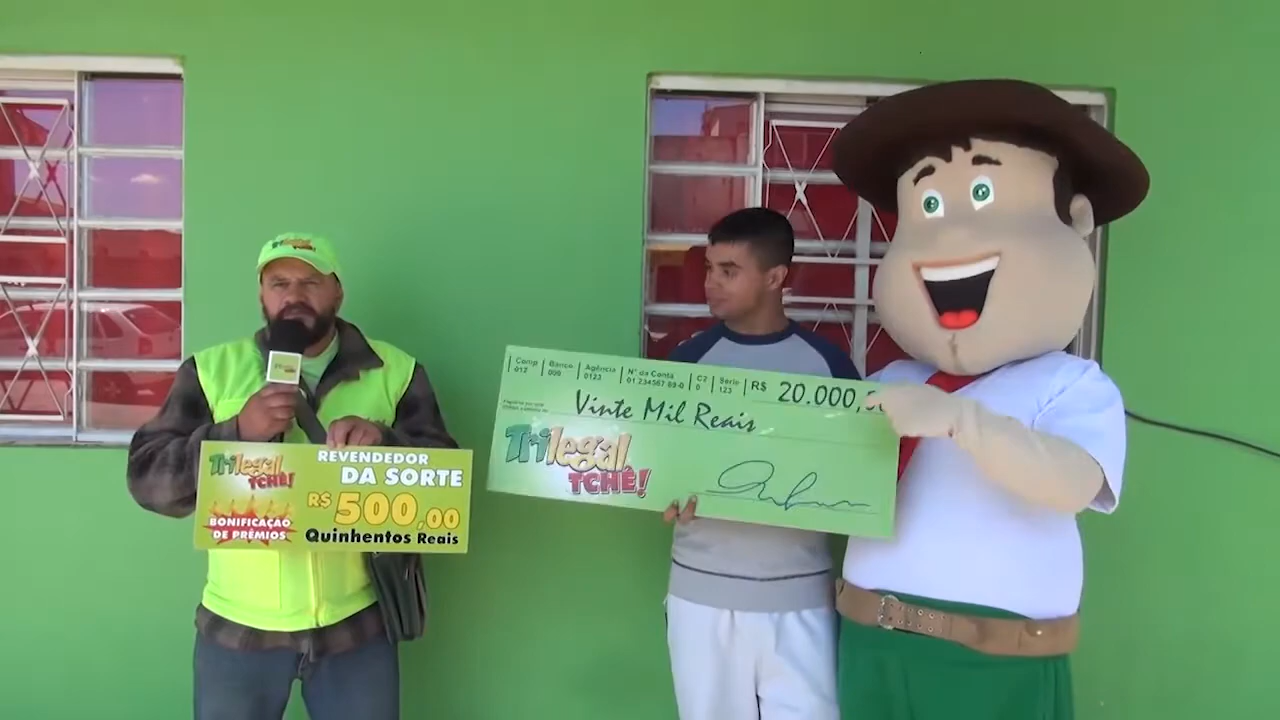 TriLegal
TCHÊ!
REVENDEDOR
DA SORTE
R$ 500,00
Quinhentos Reais
BONIFICAÇÃO
DE PRÊMIOS
Comp
012
Banco
000
Agência
0123
Nº da Conta
01.234567 89-0
C2
0
Série
123
R$ 20.000,
Vinte Mil Reais
TriLegal
TCHÊ!